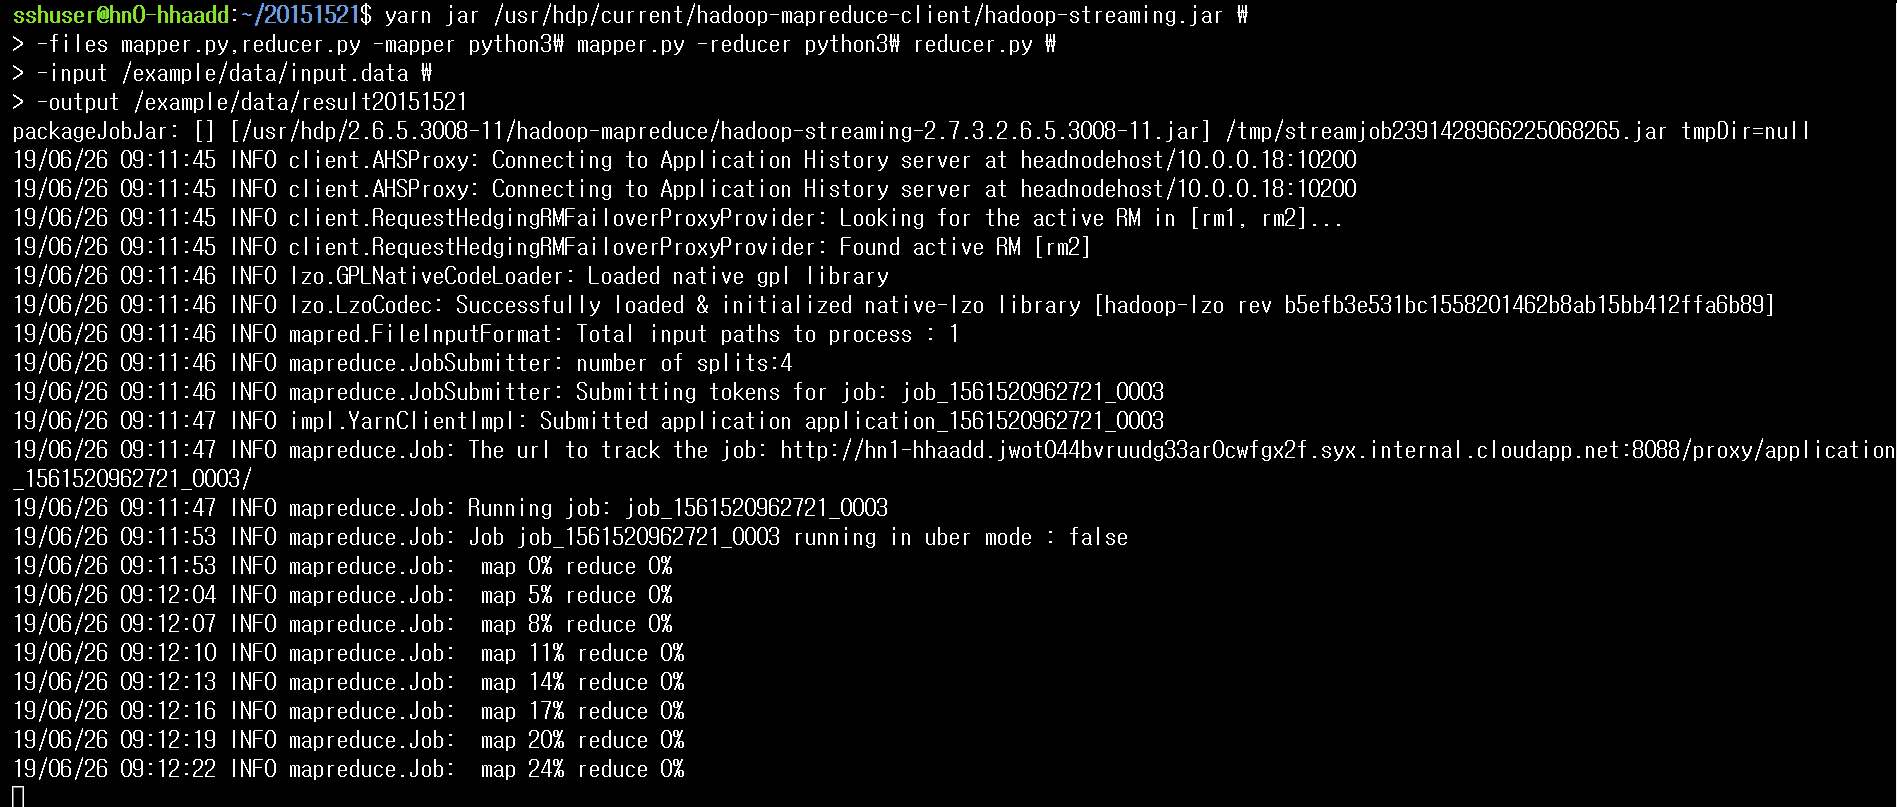 sshuser@hn0-hhaadd:~/20151521$ yarn jar /usr/hdp/current/hadoop-mapreduce-client/hadoop-streaming.jar ₩
> -files mapper.py,reducer.py -mapper python3₩ mapper.py -reducer python3₩ reducer.py ₩
> -input /example/data/input.data ₩
> -output /example/data/result20151521
packageJobJar: [] [/usr/hdp/2.6.5.3008-11/hadoop-mapreduce/hadoop-streaming-2.7.3.2.6.5.3008-11.jar] /tmp/streamjob2391428966225068265.jar tmpDir=null
19/06/26 09:11:45 INFO client.AHSProxy: Connecting to Application History server at headnodehost/10.0.0.18:10200
19/06/26 09:11:45 INFO client.AHSProxy: Connecting to Application History server at headnodehost/10.0.0.18:10200
19/06/26 09:11:45 INFO client.RequestHedgingRMFailoverProxyProvider: Looking for the active RM in [rm1, rm2]...
19/06/26 09:11:45 INFO client.RequestHedgingRMFailoverProxyProvider: Found active RM [rm2]
19/06/26 09:11:46 INFO lzo.GPLNativeCodeLoader: Loaded native gpl library
19/06/26 09:11:46 INFO lzo.LzoCodec: Successfully loaded & initialized native-lzo library [hadoop-lzo rev b5efb3e531bc1558201462b8ab15bb412ffa6b89]
19/06/26 09:11:46 INFO mapred.FileInputFormat: Total input paths to process : 1
19/06/26 09:11:46 INFO mapreduce.JobSubmitter: number of splits:4
19/06/26 09:11:46 INFO mapreduce.JobSubmitter: Submitting tokens for job: job_1561520962721_0003
19/06/26 09:11:47 INFO impl.YarnClientImpl: Submitted application application_1561520962721_0003
19/06/26 09:11:47 INFO mapreduce.Job: The url to track the job: http://hn1-hhaadd.jwot044bvruudg33ar0cwfgx2f.syx.internal.cloudapp.net:8088/proxy/application
_1561520962721_0003/
19/06/26 09:11:47 INFO mapreduce.Job: Running job: job_1561520962721_0003
19/06/26 09:11:53 INFO mapreduce.Job: Job job_1561520962721_0003 running in uber mode : false
19/06/26 09:11:53 INFO mapreduce.Job:  map 0% reduce 0%
19/06/26 09:12:04 INFO mapreduce.Job:  map 5% reduce 0%
19/06/26 09:12:07 INFO mapreduce.Job:  map 8% reduce 0%
19/06/26 09:12:10 INFO mapreduce.Job:  map 11% reduce 0%
19/06/26 09:12:13 INFO mapreduce.Job:  map 14% reduce 0%
19/06/26 09:12:16 INFO mapreduce.Job:  map 17% reduce 0%
19/06/26 09:12:19 INFO mapreduce.Job:  map 20% reduce 0%
19/06/26 09:12:22 INFO mapreduce.Job:  map 24% reduce 0%